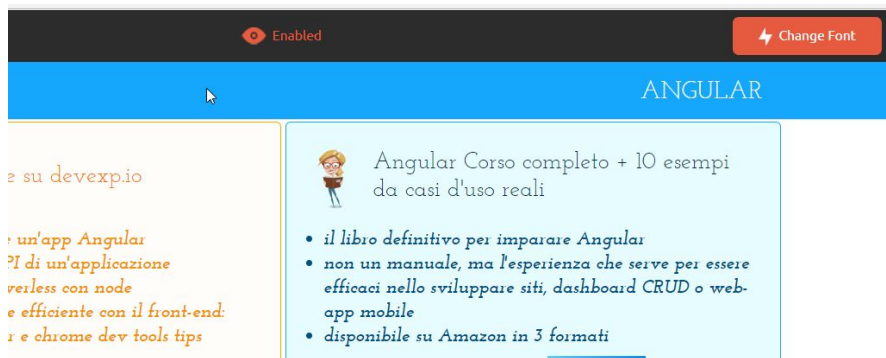 Enabled
Change Font
ANGULAR
e su devexp.io
un'app Angular
PI di un'applicazione
verless con node
e efficiente con il front-end:
r e chrome dev tools tips
Angular Corso completo + 10 esempi
da casi d'uso reali
il libro definitivo per imparare Angular
non un manuale, ma l'esperienza che serve per essere
efficaci nello sviluppare siti, dashboard CRUD o web-
app mobile
disponibile su Amazon in 3 formati